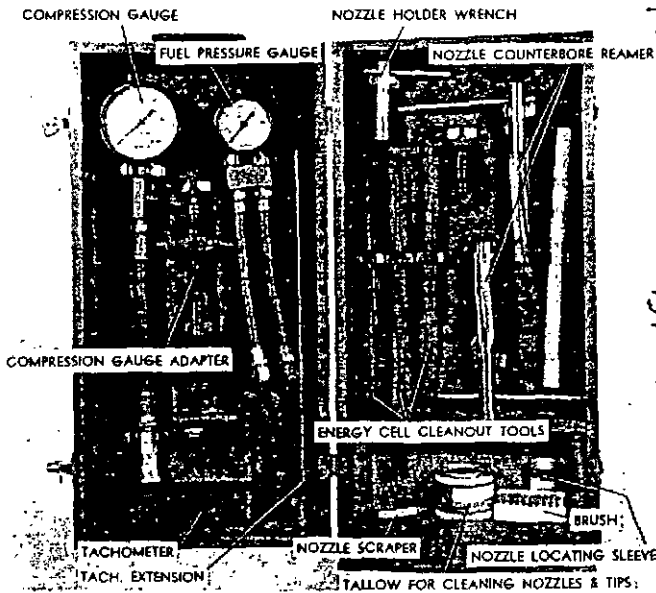 COMPRESSION GAUGE
NOZZLE HOLDER WRENCH
FUEL PRESSURE GAUGE
NOZZLE COUNTERBORE REAMER
COMPRESSION GAUGE ADAPTER
ENERGY CELL CLEANOUT TOOLS
BRUSH
TACHOMETER
NOZZLE SCRAPER
NOZZLE LOCATING SLEEVE
TACH. EXTENSION
TALLOW FOR CLEANING NOZZLES & TIPS